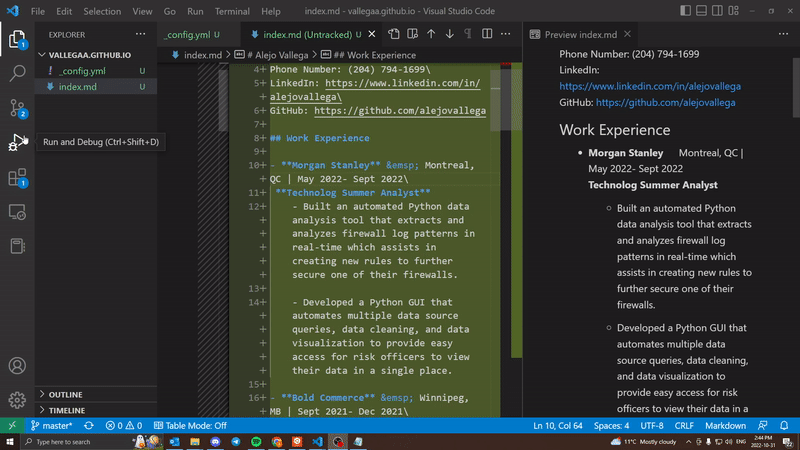 File Edit Selection View Go Run Terminal Help
index.md - vallegaa.github.io - Visual Studio Code
EXPLORER
VALLEGAA.GITHUB.IO
! _config.yml U
index.md U
Run and Debug (Ctrl+Shift+D)
OUTLINE
TIMELINE
_config.yml U
index.md (Untracked) U
index.md > # Alejo Vallega > ## Work Experience
4+ Phone Number: (204) 794-1699\
5+ LinkedIn: https://www.linkedin.com/in/
+ alejovallega\
6+ GitHub: https://github.com/alejovallega
7+
8+ ## Work Experience
9+
10+ - **Morgan Stanley** &emsp; Montreal,
+ QC | May 2022- Sept 2022\
11+ **Technolog Summer Analyst**
12+ - Built an automated Python data
+ analysis tool that extracts and
+ analyzes firewall log patterns in
+ real-time which assists in
+ creating new rules to further
+ secure one of their firewalls.
13+
14+ - Developed a Python GUI that
+ automates multiple data source
+ queries, data cleaning, and data
+ visualization to provide easy
+ access for risk officers to view
+ their data in a single place.
15+
16+ - **Bold Commerce** &emsp; Winnipeg,
+ MB | Sept 2021- Dec 2021\
Preview index.md
Phone Number: (204) 794-1699
LinkedIn:
https://www.linkedin.com/in/alejovallega
GitHub: https://github.com/alejovallega
Work Experience
• Morgan Stanley Montreal, QC |
May 2022- Sept 2022
Technolog Summer Analyst
Built an automated Python
data analysis tool that extracts
and analyzes firewall log
patterns in real-time which
assists in creating new rules to
further secure one of their
firewalls.
Developed a Python GUI that
automates multiple data
source queries, data cleaning,
and data visualization to
provide easy access for risk
officers to view their data in a
master* 0 0 Table Mode: Off
Ln 10, Col 64 Spaces: 4 UTF-8 CRLF Markdown
Type here to search
11°C Mostly cloudy
ENG
2:44 PM
2022-10-31